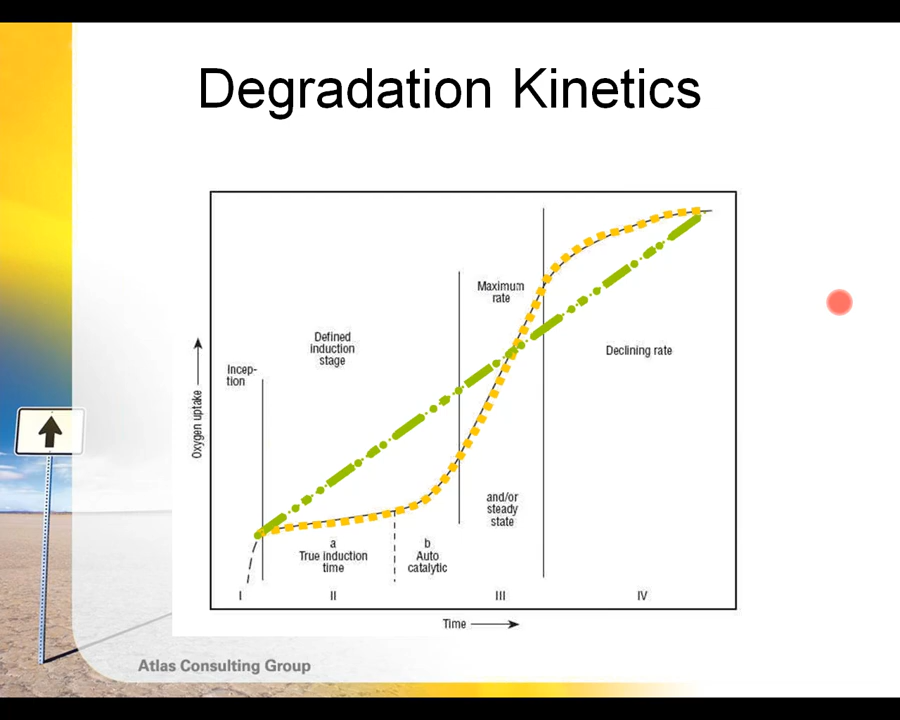 Degradation Kinetics
Maximum
rate
Defined
induction
stage
Declining rate
Incep-
tion
Oxygen uptake
and/or
steady
state
a
True induction
time
b
Auto
catalytic
I
II
III
IV
Time
Atlas Consulting Group